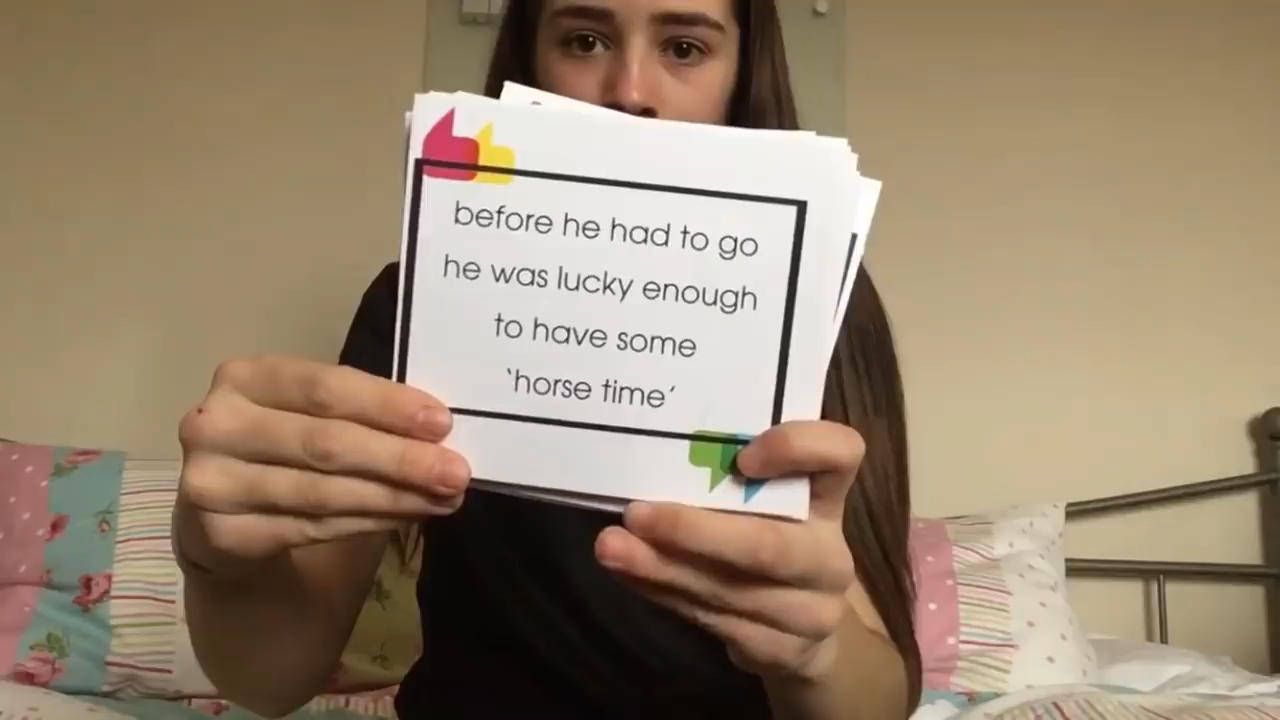 before he had to go
he was lucky enough
to have some
‘horse time’